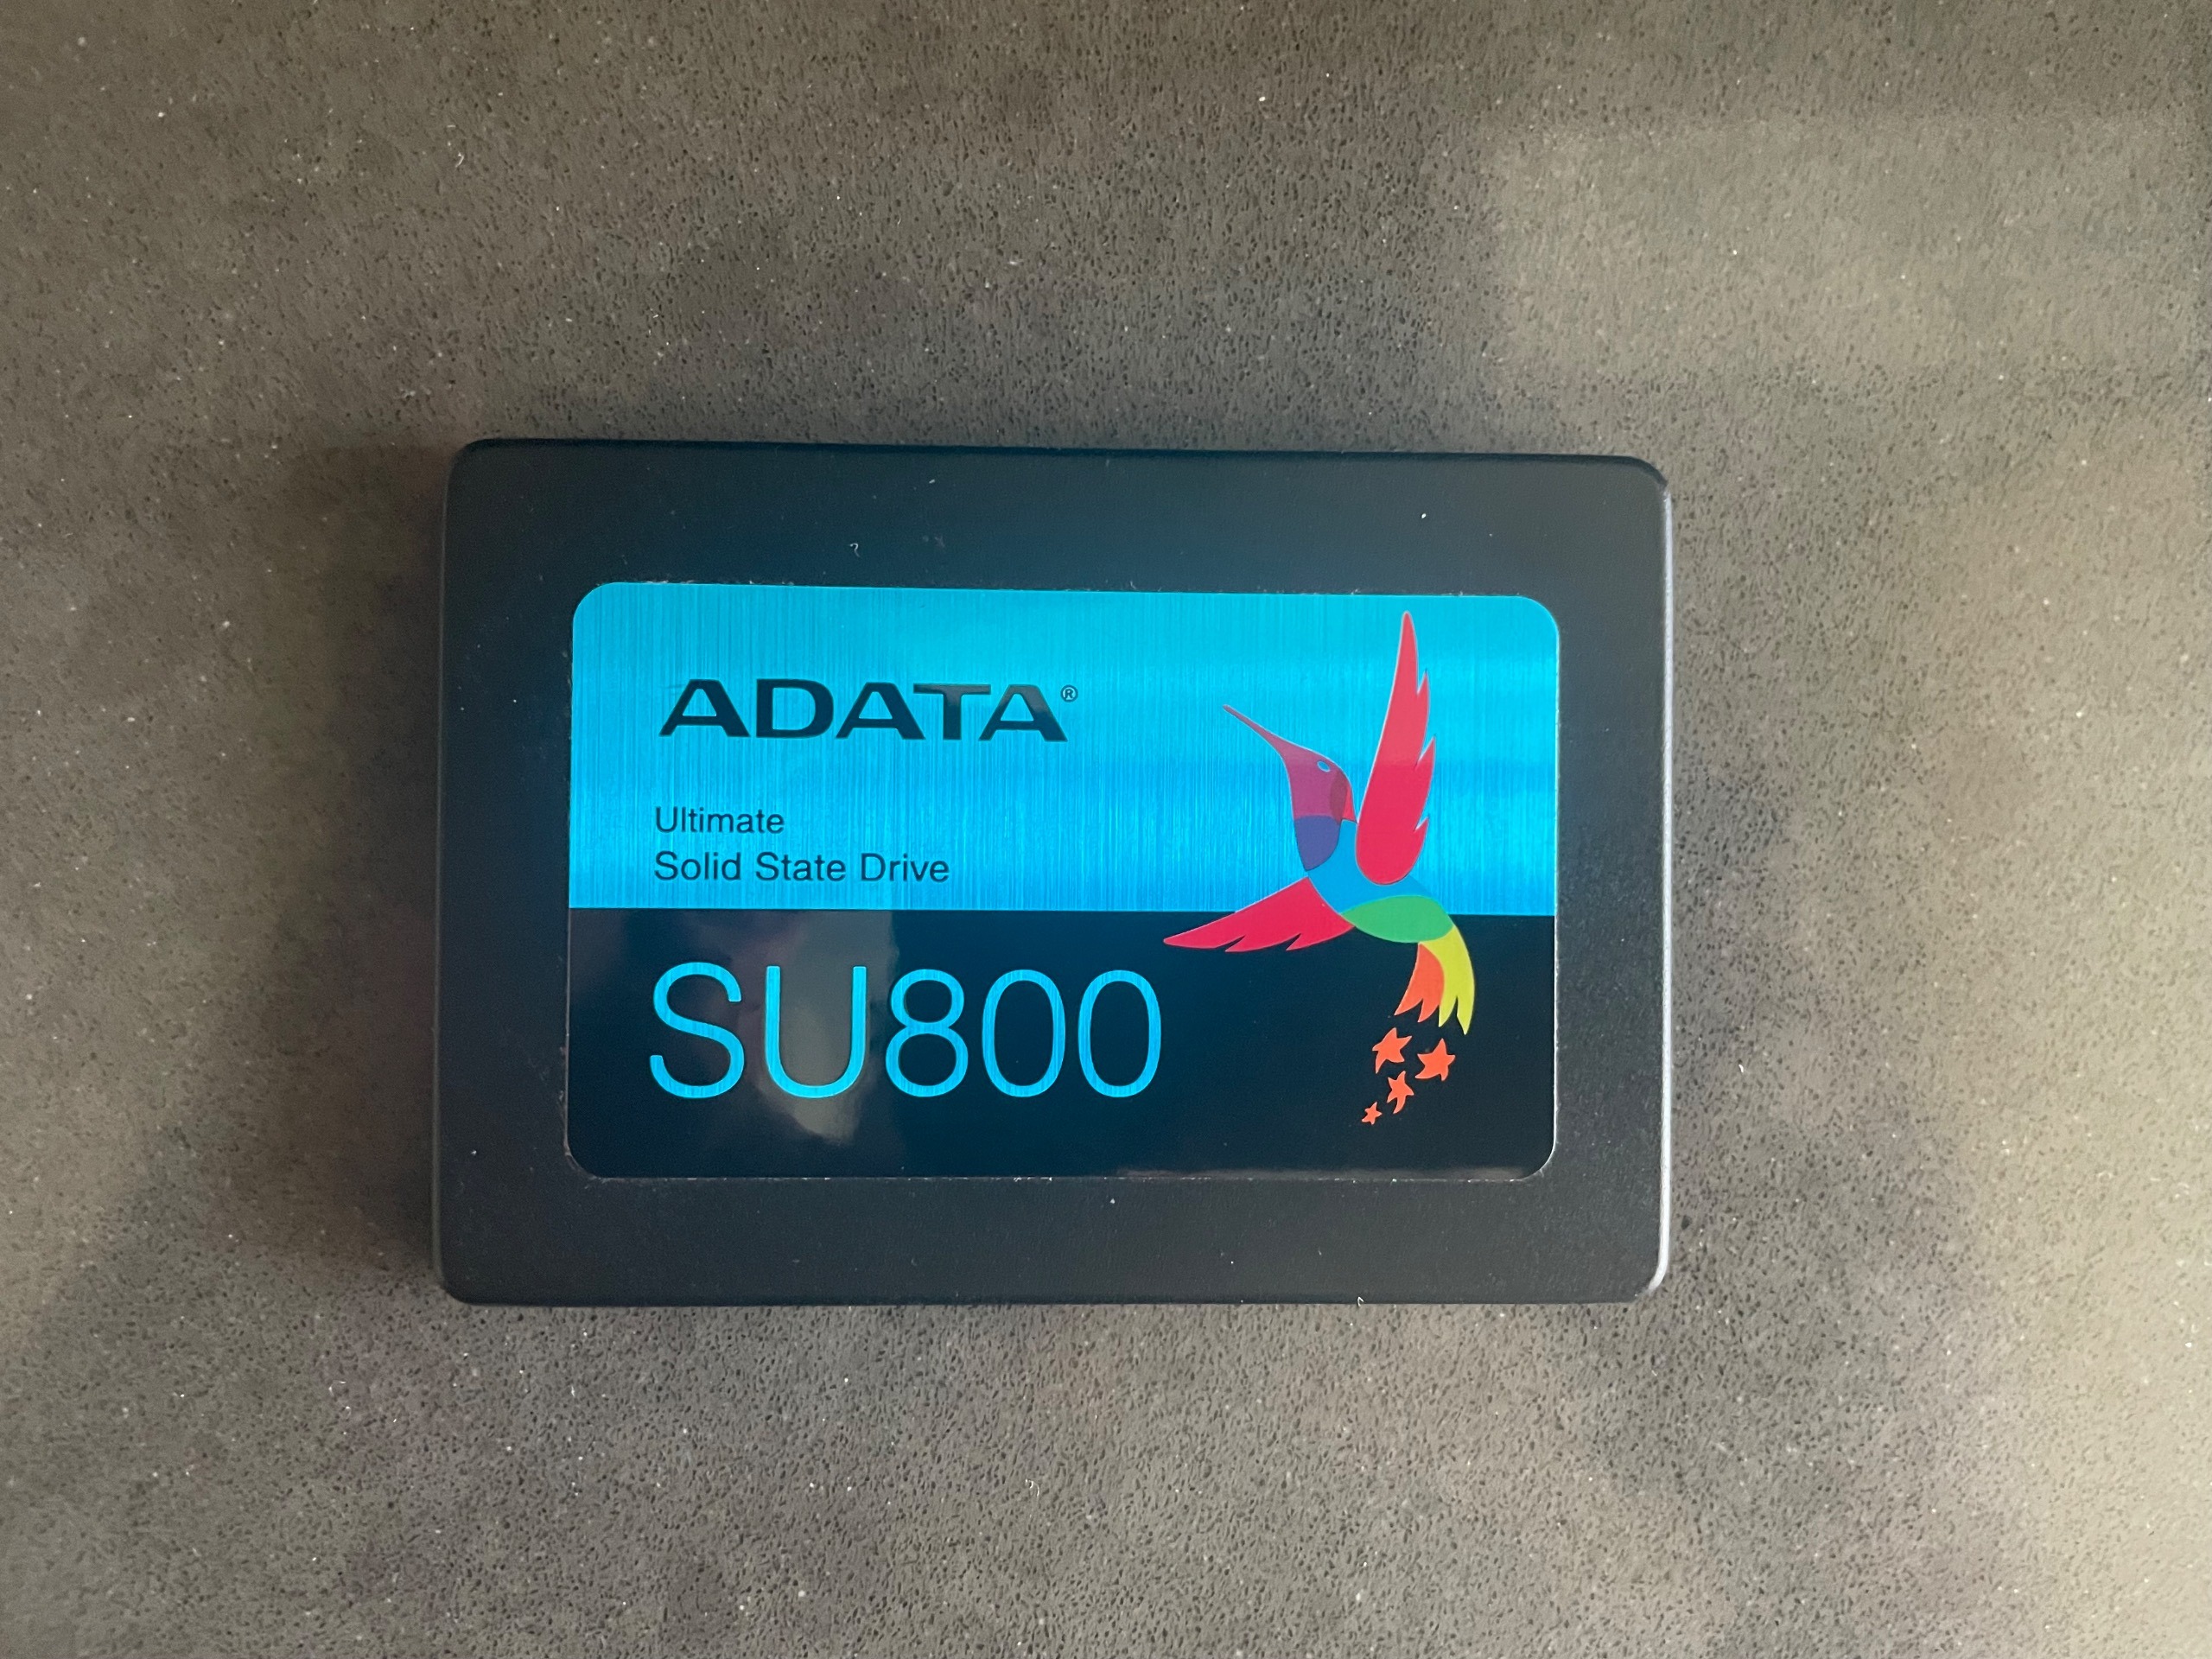 ADATA®
Ultimate
Solid State Drive
SU800